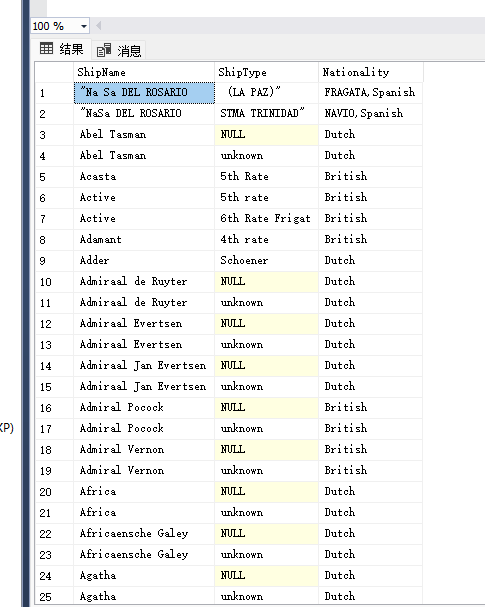 100 %
结果 消息
ShipName ShipType Nationality
1 "Na Sa DEL ROSARIO (LA PAZ)" FRAGATA,Spanish
2 "NaSa DEL ROSARIO STMA TRINIDAD" NAVIO,Spanish
3 Abel Tasman NULL Dutch
4 Abel Tasman unknown Dutch
5 Acasta 5th Rate British
6 Active 5th rate British
7 Active 6th Rate Frigat British
8 Adamant 4th rate British
9 Adder Schoener Dutch
10 Admiraal de Ruyter NULL Dutch
11 Admiraal de Ruyter unknown Dutch
12 Admiraal Evertsen NULL Dutch
13 Admiraal Evertsen unknown Dutch
14 Admiraal Jan Evertsen NULL Dutch
15 Admiraal Jan Evertsen unknown Dutch
16 Admiral Pocock NULL British
KP)
17 Admiral Pocock unknown British
18 Admiral Vernon NULL British
19 Admiral Vernon unknown British
20 Africa NULL Dutch
21 Africa unknown Dutch
22 Africaensche Galey NULL Dutch
23 Africaensche Galey unknown Dutch
24 Agatha NULL Dutch
25 Agatha unknown Dutch